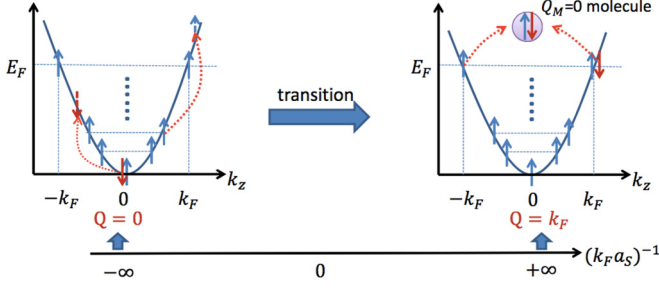 Q_M=0 molecule
E_F
E_F
transition
−k_F
0
k_F
k_z
−k_F
0
k_F
k_z
Q = 0
Q = k_F
−∞
0
+∞
(k_F a_S)^{-1}